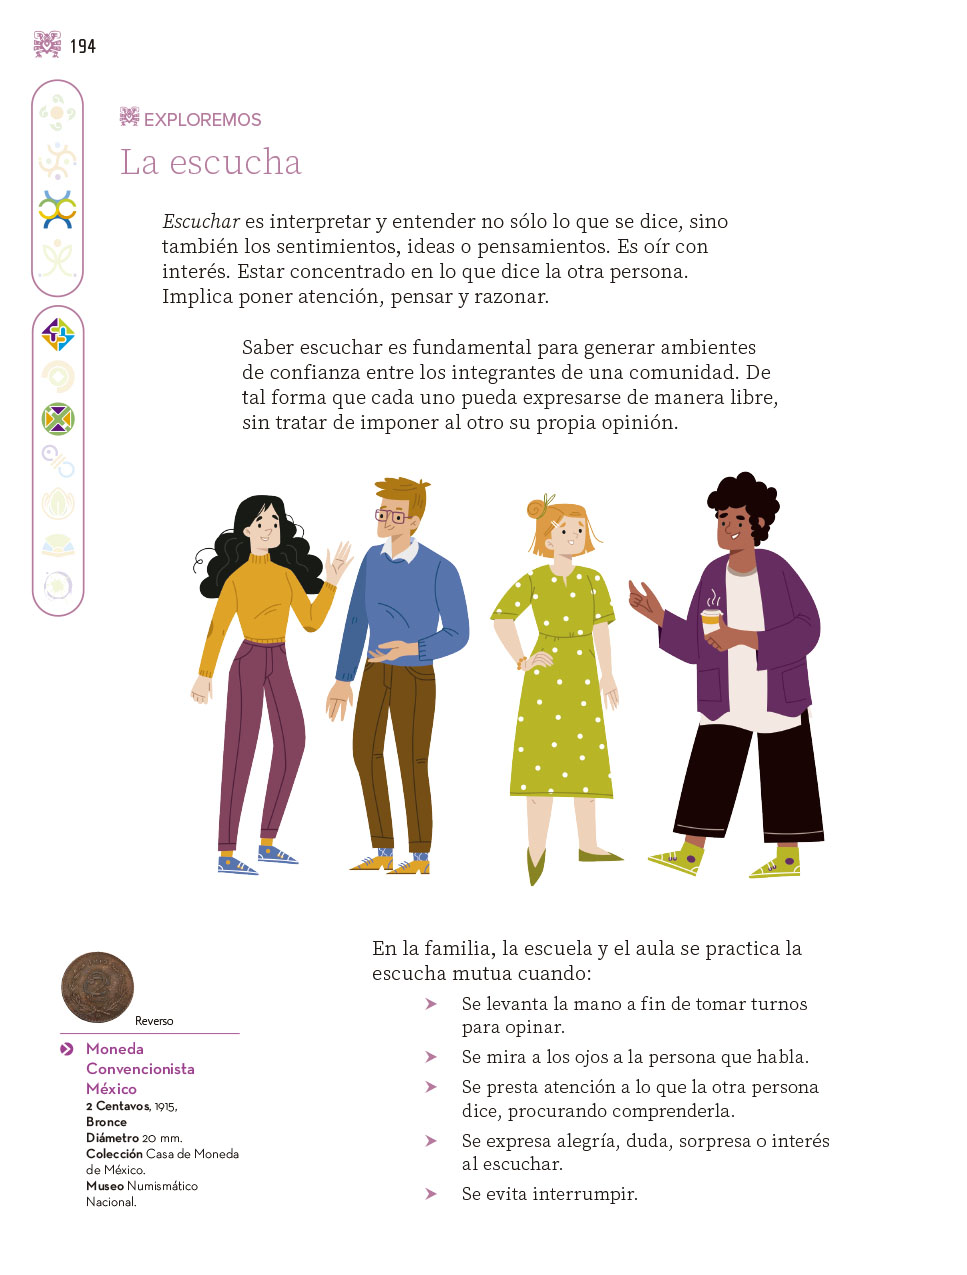 194
EXPLOREMOS
La escucha
Escuchar es interpretar y entender no sólo lo que se dice, sino
también los sentimientos, ideas o pensamientos. Es oír con
interés. Estar concentrado en lo que dice la otra persona.
Implica poner atención, pensar y razonar.
Saber escuchar es fundamental para generar ambientes
de confianza entre los integrantes de una comunidad. De
tal forma que cada uno pueda expresarse de manera libre,
sin tratar de imponer al otro su propia opinión.
En la familia, la escuela y el aula se practica la
escucha mutua cuando:
Se levanta la mano a fin de tomar turnos
para opinar.
Se mira a los ojos a la persona que habla.
Se presta atención a lo que la otra persona
dice, procurando comprenderla.
Se expresa alegría, duda, sorpresa o interés
al escuchar.
Se evita interrumpir.
Reverso
Moneda
Convencionista
México
2 Centavos, 1915,
Bronce
Diámetro 20 mm.
Colección Casa de Moneda
de México.
Museo Numismático
Nacional.